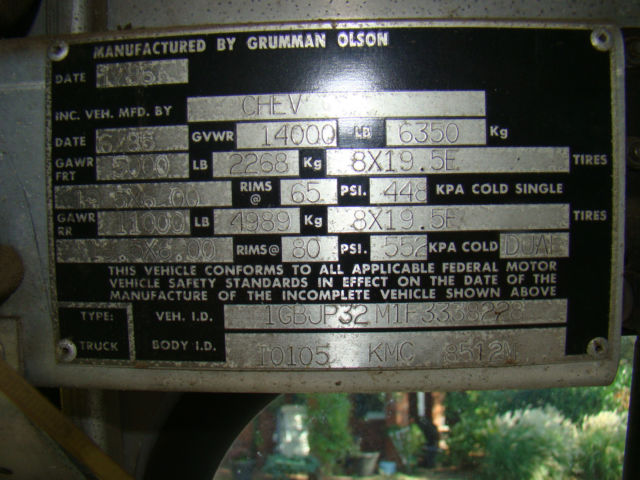 MANUFACTURED BY GRUMMAN OLSON
DATE
INC. VEH. MFD. BY CHEV
DATE 6/85 GVWR 14000 LB 6350 Kg
GAWR FRT LB 2268 Kg 8X19.5E TIRES
RIMS @ 65 PSI. 448 KPA COLD SINGLE
GAWR RR 11000 LB 4989 Kg 8X19.5E TIRES
RIMS @ 80 PSI. 552 KPA COLD DUAL
THIS VEHICLE CONFORMS TO ALL APPLICABLE FEDERAL MOTOR
VEHICLE SAFETY STANDARDS IN EFFECT ON THE DATE OF THE
MANUFACTURE OF THE INCOMPLETE VEHICLE SHOWN ABOVE
TYPE: VEH. I.D.
TRUCK BODY I.D. 10105 KMC 8512N